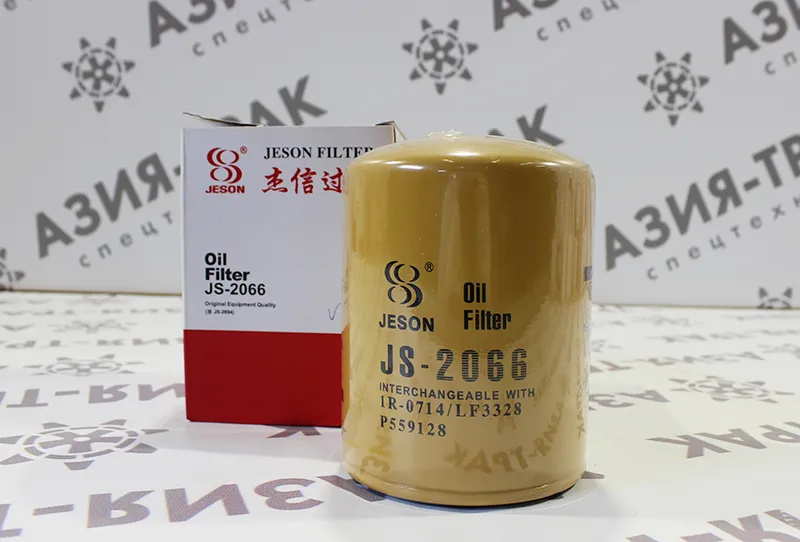 АЗИЯ-ТРАК
спецтехника
JESON FILTER
杰信过
JESON
Oil
Filter
JS-2066
Original Equipment Quality
®
JESON
Oil
Filter
JS-2066
INTERCHANGEABLE WITH
1R-0714/LF3328
P559128